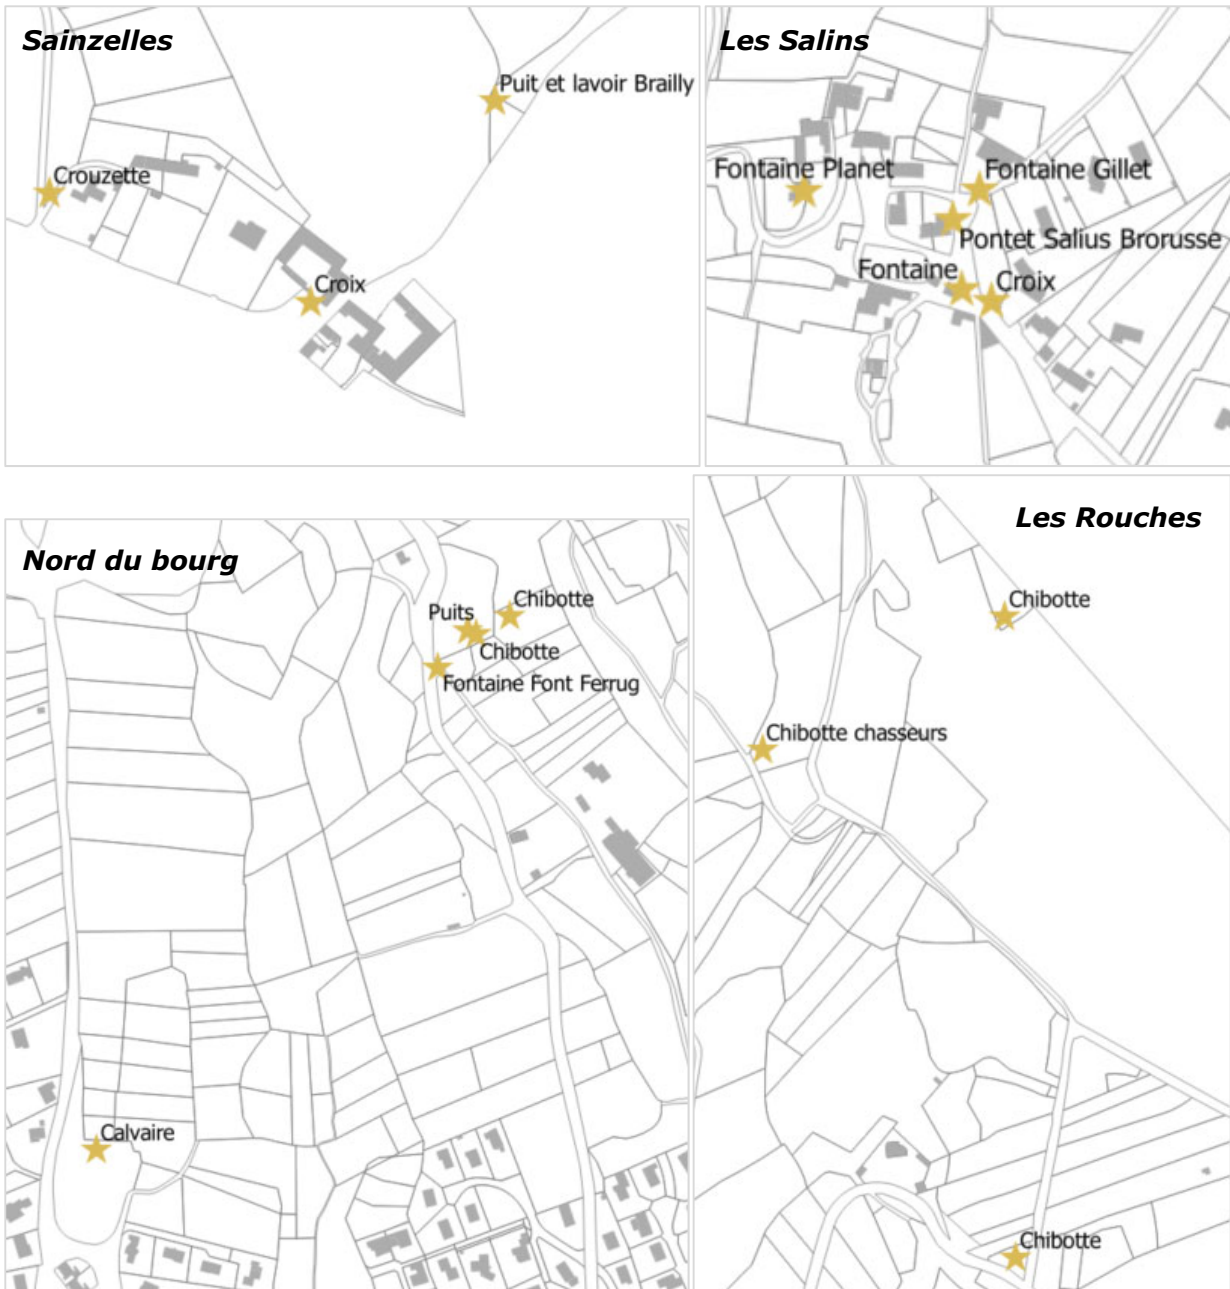 Sainzelles
Puit et lavoir Brailly
Crouzette
Croix
Les Salins
Fontaine Planet
Fontaine Gillet
Pontet Salius Brorusse
Fontaine
Croix
Nord du bourg
Chibotte
Puits
Chibotte
Fontaine Font Ferrug
Calvaire
Les Rouches
Chibotte
Chibotte chasseurs
Chibotte